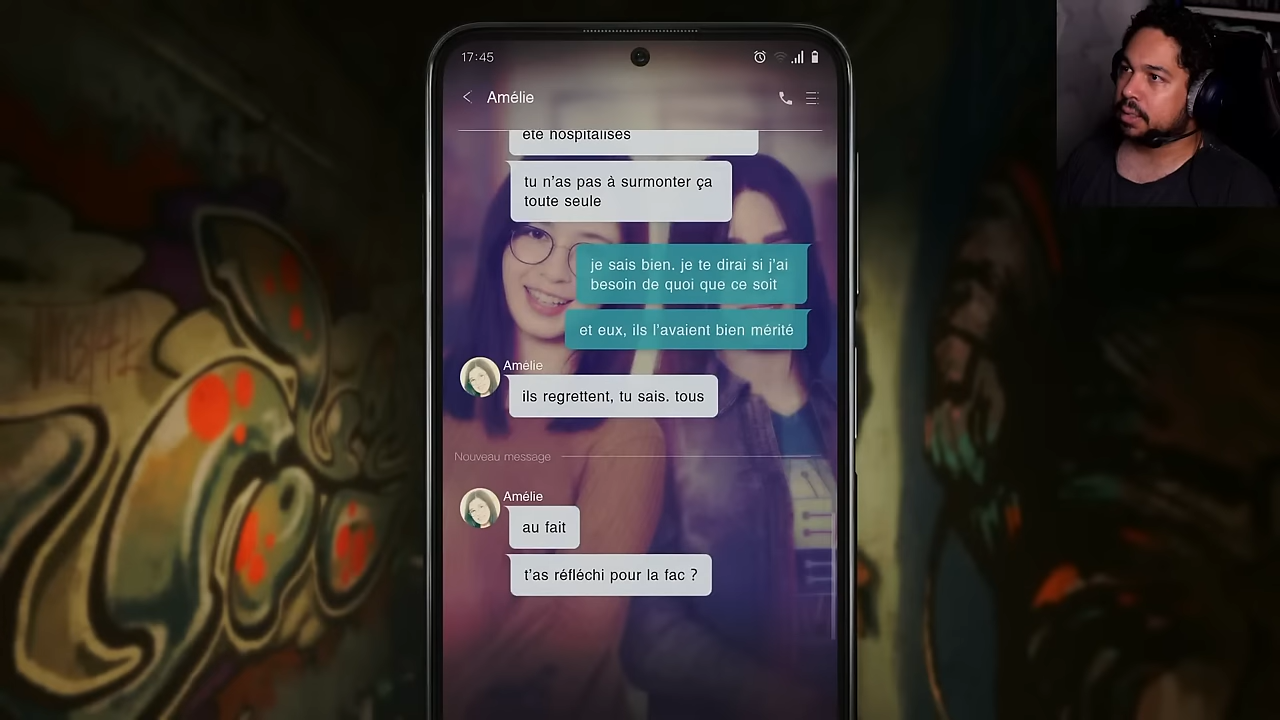 17:45
Amélie
été hospitalisés
tu n'as pas à surmonter ça
toute seule
je sais bien. je te dirai si j'ai
besoin de quoi que ce soit
et eux, ils l'avaient bien mérité
Amélie
ils regrettent, tu sais. tous
Nouveau message
Amélie
au fait
t'as réfléchi pour la fac ?